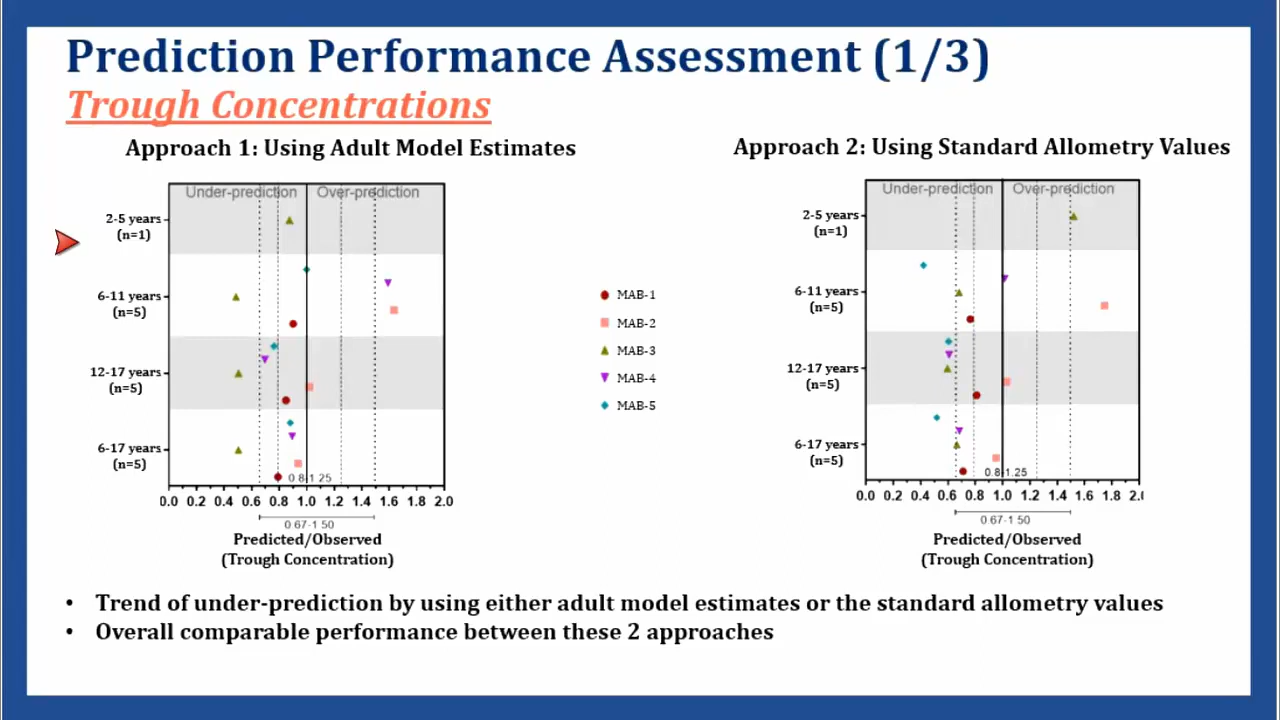 Prediction Performance Assessment (1/3)
Trough Concentrations
Approach 1: Using Adult Model Estimates
Under-prediction Over-prediction
2-5 years
(n=1)
6-11 years
(n=5)
12-17 years
(n=5)
6-17 years
(n=5)
0.8-1.25
0.0 0.2 0.4 0.6 0.8 1.0 1.2 1.4 1.6 1.8 2.0
0.67-1.50
Predicted/Observed
(Trough Concentration)
MAB-1
MAB-2
MAB-3
MAB-4
MAB-5
Approach 2: Using Standard Allometry Values
Under-prediction Over-prediction
2-5 years
(n=1)
6-11 years
(n=5)
12-17 years
(n=5)
6-17 years
(n=5)
0.8-1.25
0.0 0.2 0.4 0.6 0.8 1.0 1.2 1.4 1.6 1.8 2.0
0.67-1.50
Predicted/Observed
(Trough Concentration)
• Trend of under-prediction by using either adult model estimates or the standard allometry values
• Overall comparable performance between these 2 approaches